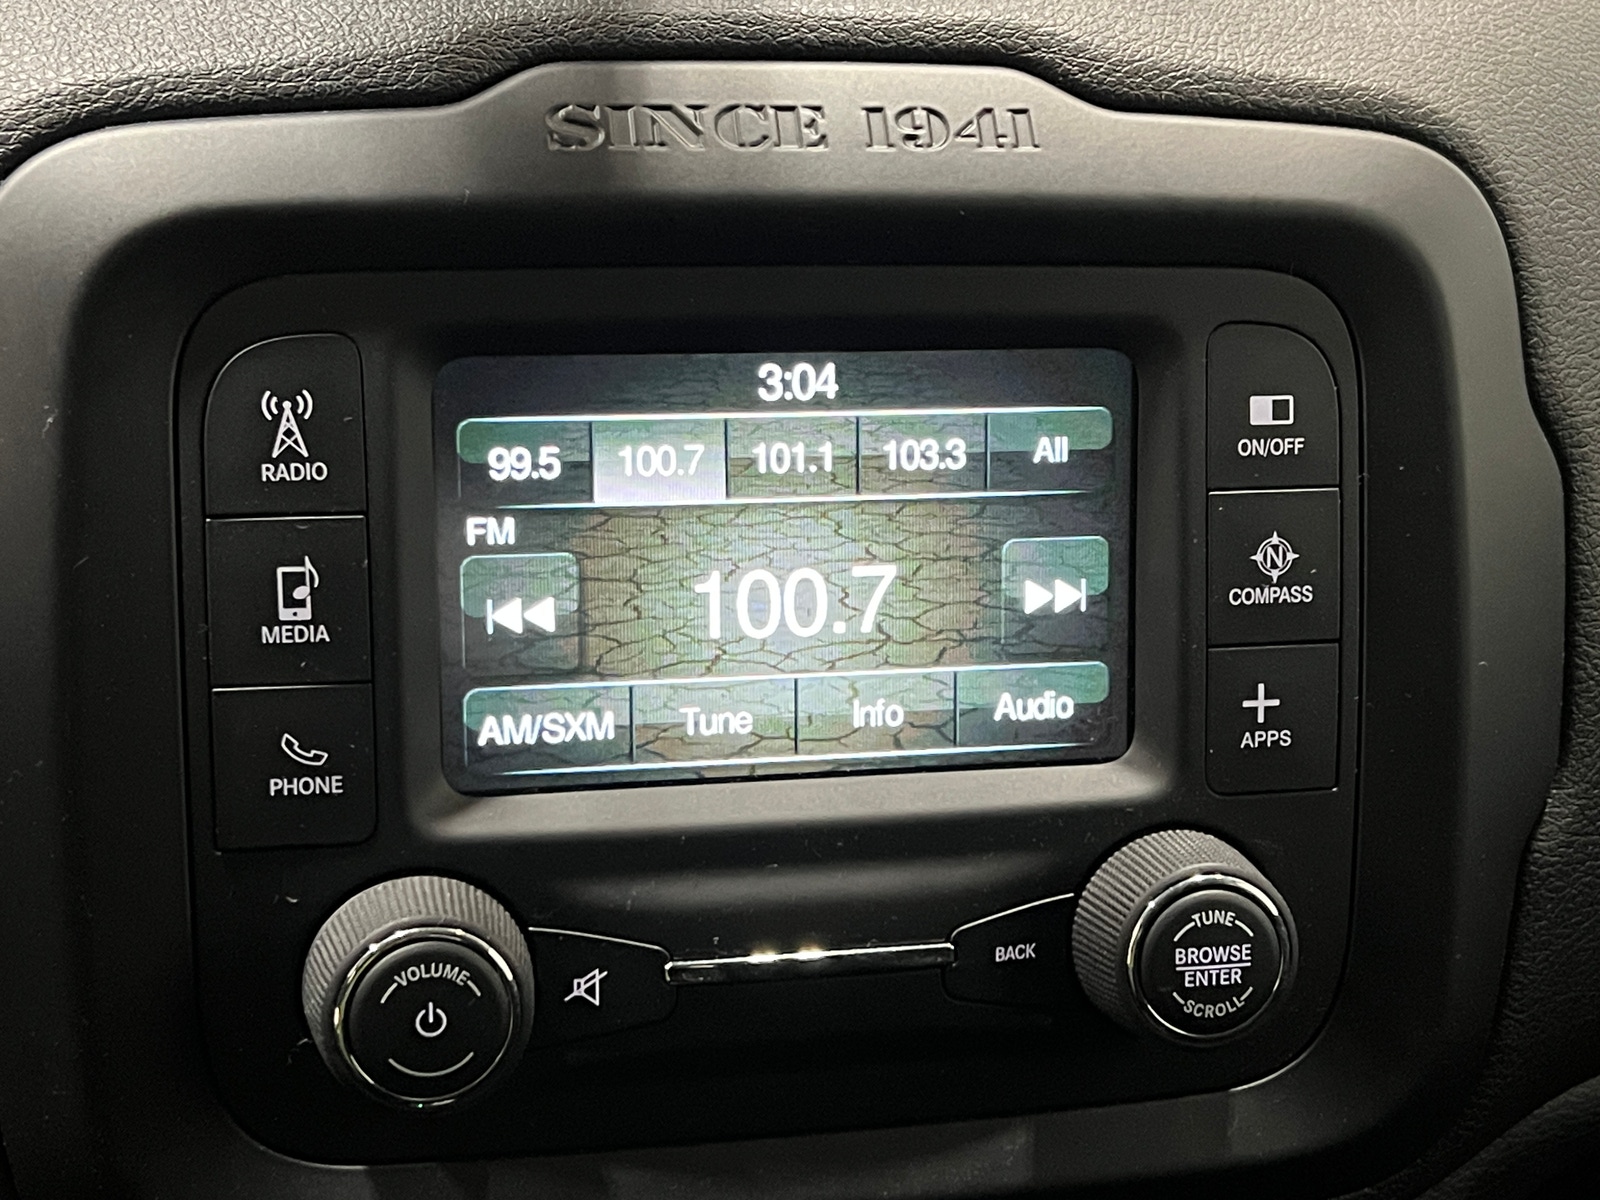 SINCE 1941
3:04
99.5 100.7 101.1 103.3 All
FM
100.7
AM/SXM Tune Info Audio
RADIO
MEDIA
PHONE
ON/OFF
N
COMPASS
APPS
VOLUME
BACK
TUNE
BROWSE
ENTER
SCROLL